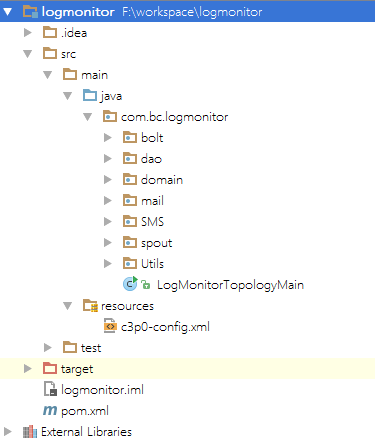 logmonitor F:\workspace\logmonitor
.idea
src
main
java
com.bc.logmonitor
bolt
dao
domain
mail
SMS
spout
Utils
LogMonitorTopologyMain
resources
c3p0-config.xml
test
target
logmonitor.iml
pom.xml
External Libraries